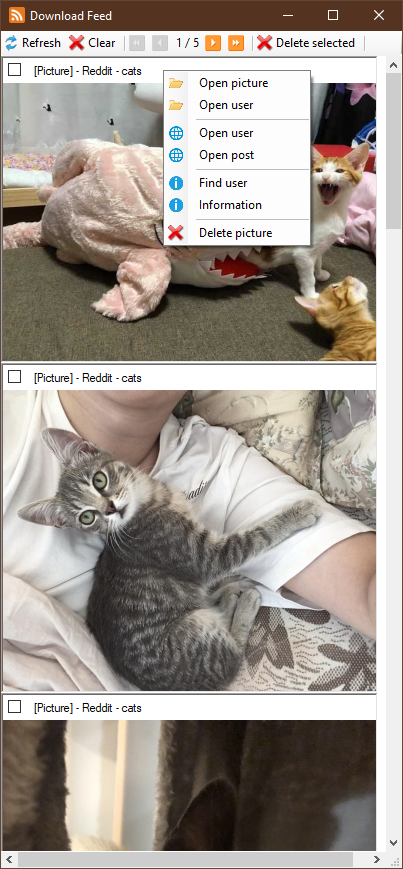 Download Feed
Refresh Clear 1 / 5 Delete selected
[Picture] - Reddit - cats
Open picture
Open user
Open user
Open post
Find user
Information
Delete picture
[Picture] - Reddit - cats
[Picture] - Reddit - cats